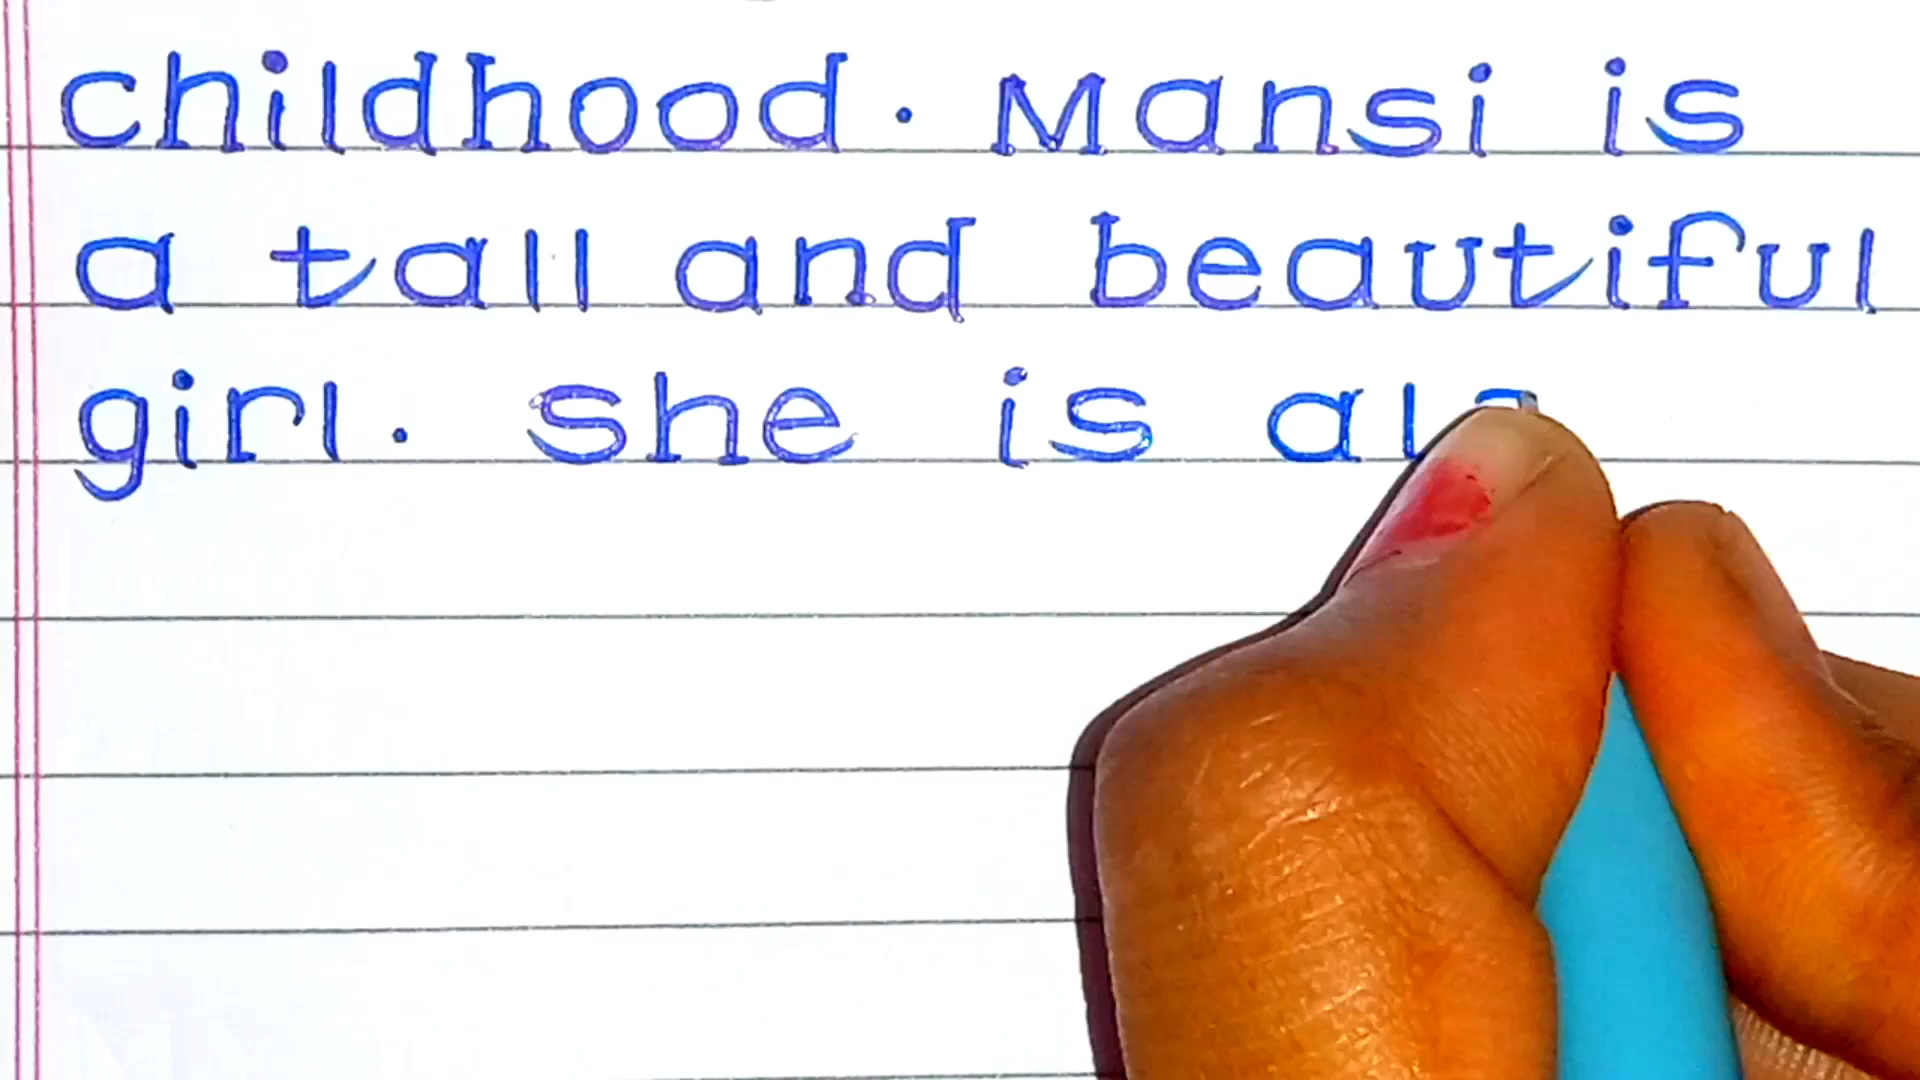 childhood. Mansi is
a tall and beautiful
girl. She is